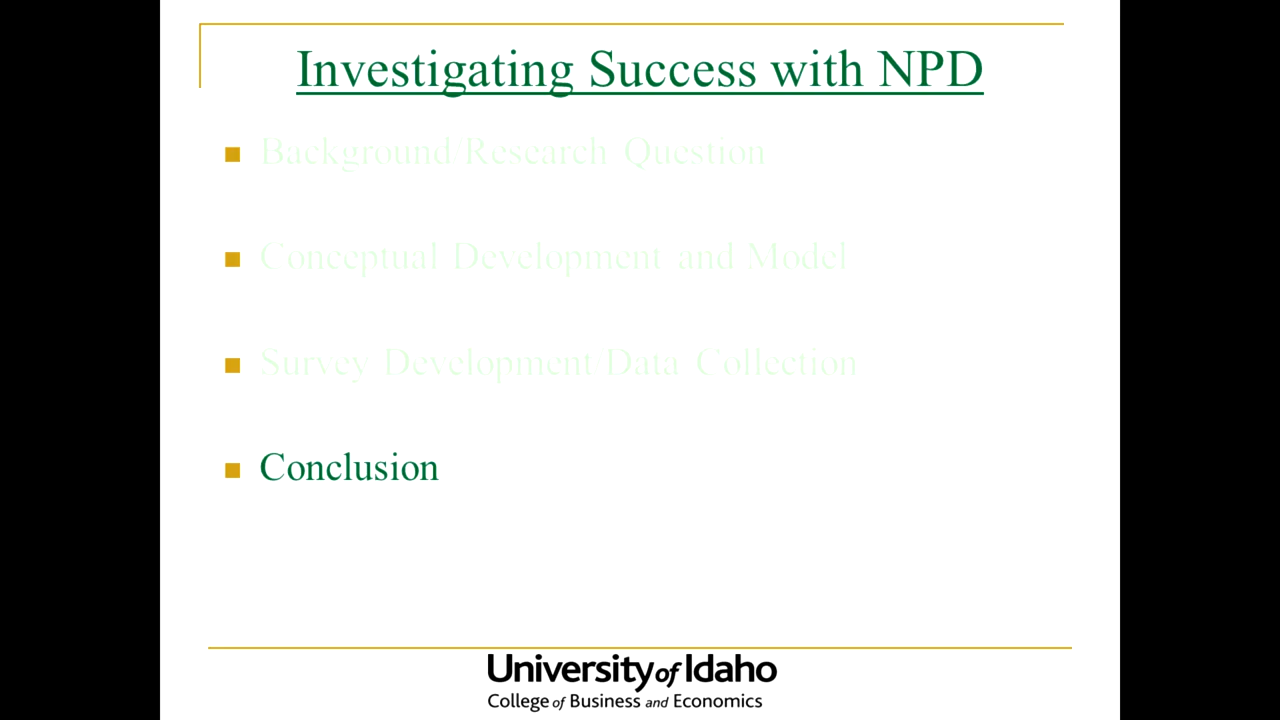 Investigating Success with NPD
Background/Research Question
Conceptual Development and Model
Survey Development/Data Collection
Conclusion
University of Idaho
College of Business and Economics